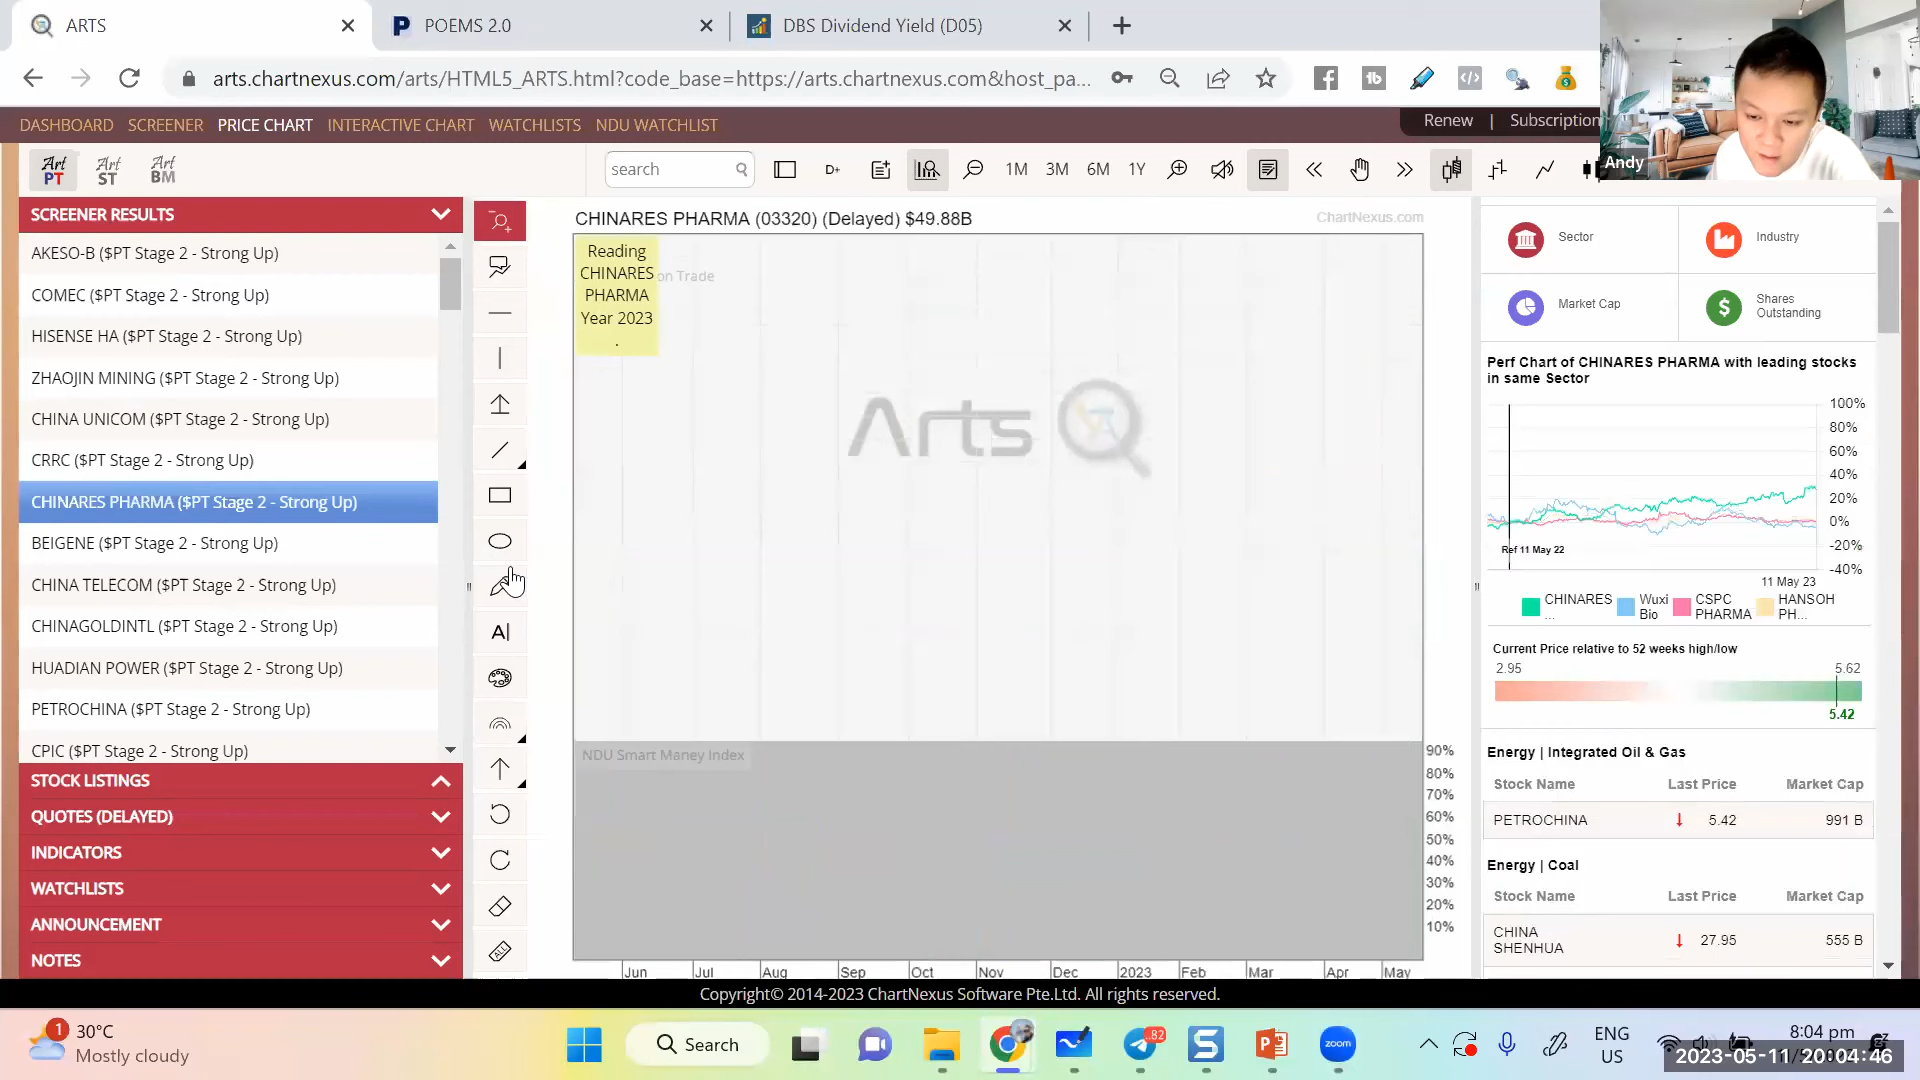 ARTS
POEMS 2.0
DBS Dividend Yield (D05)
arts.chartnexus.com/arts/HTML5_ARTS.html?code_base=https://arts.chartnexus.com&host_pa...
DASHBOARD SCREENER PRICE CHART INTERACTIVE CHART WATCHLISTS NDU WATCHLIST
Renew | Subscription
Andy
Art PT
Art ST
Art BM
search
D+
1M 3M 6M 1Y
SCREENER RESULTS
AKESO-B ($PT Stage 2 - Strong Up)
COMEC ($PT Stage 2 - Strong Up)
HISENSE HA ($PT Stage 2 - Strong Up)
ZHAOJIN MINING ($PT Stage 2 - Strong Up)
CHINA UNICOM ($PT Stage 2 - Strong Up)
CRRC ($PT Stage 2 - Strong Up)
CHINARES PHARMA ($PT Stage 2 - Strong Up)
BEIGENE ($PT Stage 2 - Strong Up)
CHINA TELECOM ($PT Stage 2 - Strong Up)
CHINAGOLDINTL ($PT Stage 2 - Strong Up)
HUADIAN POWER ($PT Stage 2 - Strong Up)
PETROCHINA ($PT Stage 2 - Strong Up)
CPIC ($PT Stage 2 - Strong Up)
STOCK LISTINGS
QUOTES (DELAYED)
INDICATORS
WATCHLISTS
ANNOUNCEMENT
NOTES
A|
ALL
CHINARES PHARMA (03320) (Delayed) $49.88B
ChartNexus.com
Reading
CHINARES
PHARMA
Year 2023
.
on Trade
Arts
NDU Smart Maney Index
90%
80%
70%
60%
50%
40%
30%
20%
10%
Jun Jul Aug Sep Oct Nov Dec 2023 Feb Mar Apr May
Sector
Industry
Market Cap
Shares
Outstanding
Perf Chart of CHINARES PHARMA with leading stocks
in same Sector
100%
80%
60%
40%
20%
0%
-20%
-40%
Ref 11 May 22
11 May 23
CHINARES
...
Wuxi
Bio
CSPC
PHARMA
HANSOH
PH...
Current Price relative to 52 weeks high/low
2.95 5.62
5.42
Energy | Integrated Oil & Gas
Stock Name Last Price Market Cap
PETROCHINA ↓ 5.42 991 B
Energy | Coal
Stock Name Last Price Market Cap
CHINA
SHENHUA ↓ 27.95 555 B
Copyright© 2014-2023 ChartNexus Software Pte.Ltd. All rights reserved.
1
30°C
Mostly cloudy
Search
82
S
P
zoom
ENG
US
8:04 pm
2023-05-11 20:04:46